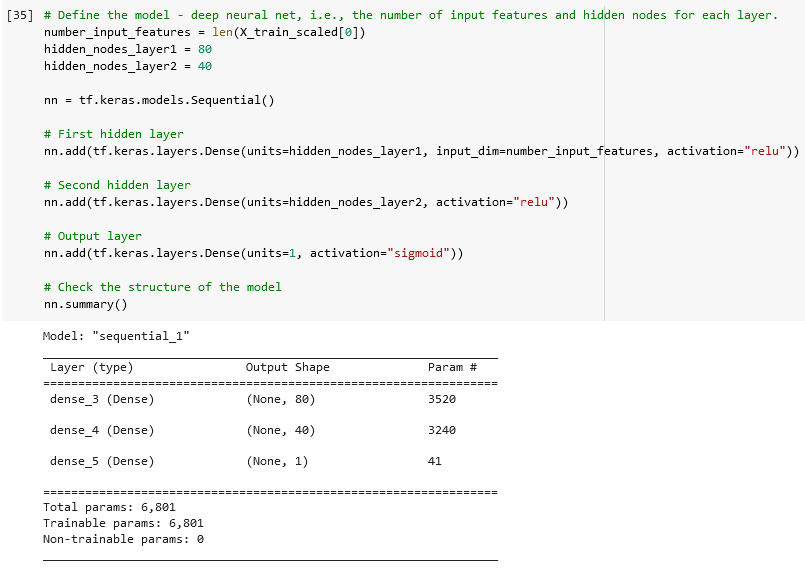 [35] # Define the model - deep neural net, i.e., the number of input features and hidden nodes for each layer.
number_input_features = len(X_train_scaled[0])
hidden_nodes_layer1 = 80
hidden_nodes_layer2 = 40
nn = tf.keras.models.Sequential()
# First hidden layer
nn.add(tf.keras.layers.Dense(units=hidden_nodes_layer1, input_dim=number_input_features, activation="relu"))
# Second hidden layer
nn.add(tf.keras.layers.Dense(units=hidden_nodes_layer2, activation="relu"))
# Output layer
nn.add(tf.keras.layers.Dense(units=1, activation="sigmoid"))
# Check the structure of the model
nn.summary()
Model: "sequential_1"
Layer (type) Output Shape Param #
=================================================================
dense_3 (Dense) (None, 80) 3520
dense_4 (Dense) (None, 40) 3240
dense_5 (Dense) (None, 1) 41
=================================================================
Total params: 6,801
Trainable params: 6,801
Non-trainable params: 0